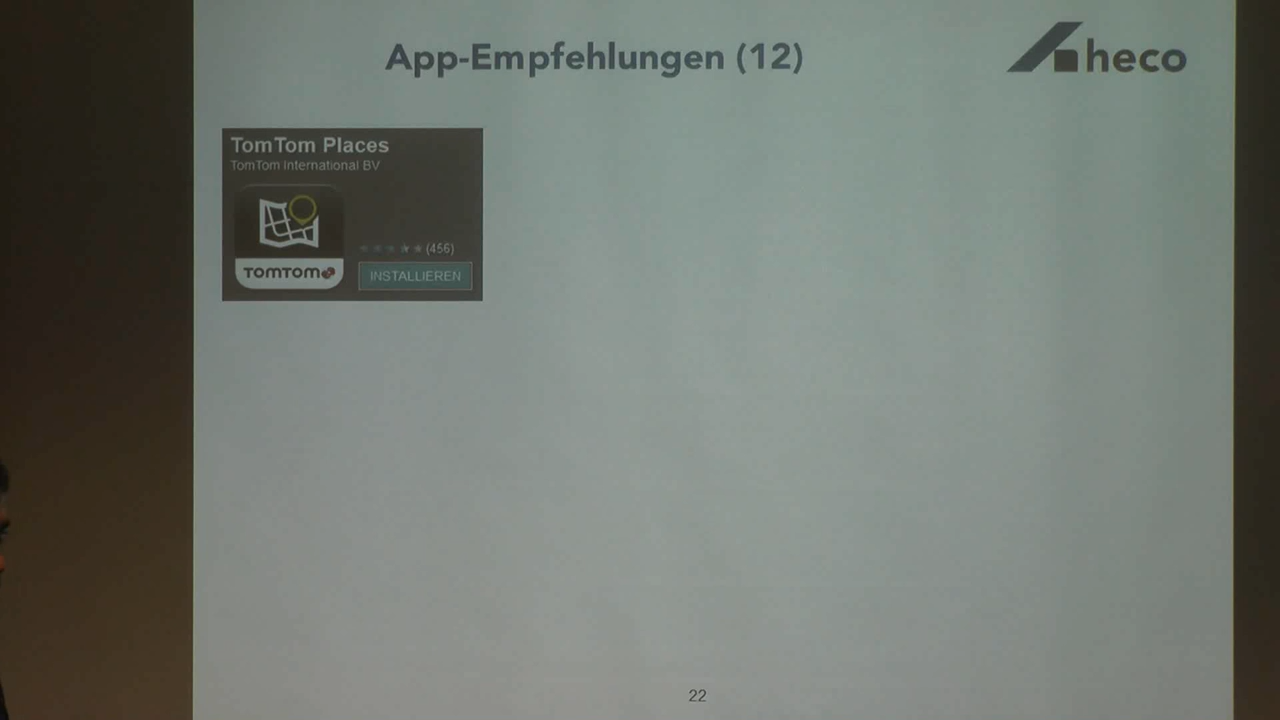 App-Empfehlungen (12)
heco
TomTom Places
TomTom International BV
(456)
TOMTOM
INSTALLIEREN
22